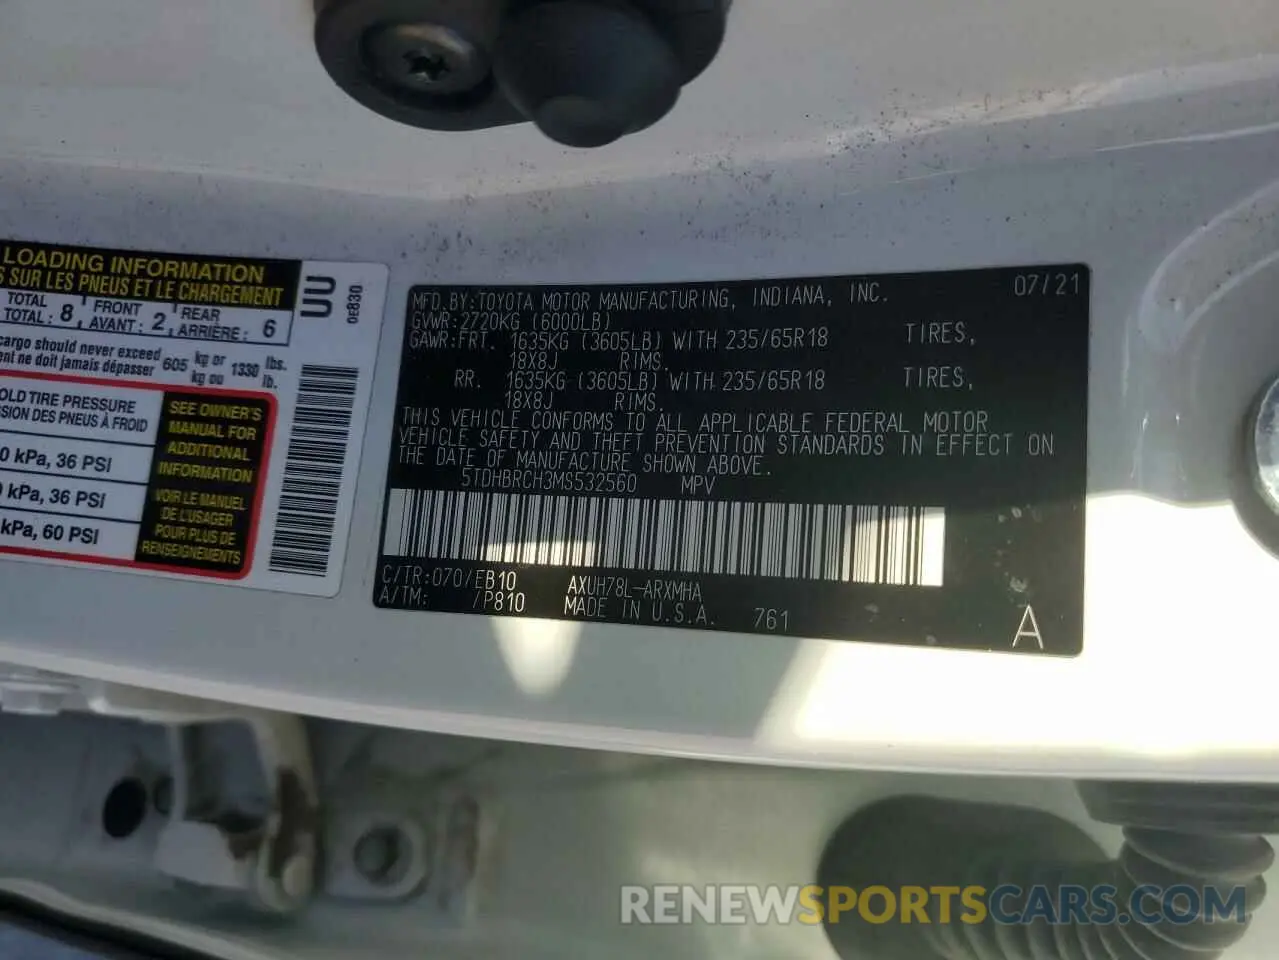 LOADING INFORMATION
SUR LES PNEUS ET LE CHARGEMENT
TOTAL FRONT REAR
TOTAL: 8, AVANT: 2 ARRIÈRE: 6
cargo should never exceed 605 kg or 1330 lbs.
ne doit jamais dépasser kg ou lb.
COLD TIRE PRESSURE
DES PNEUS À FROID
kPa, 36 PSI
kPa, 36 PSI
kPa, 60 PSI
SEE OWNER'S
MANUAL FOR
ADDITIONAL
INFORMATION
VOIR LE MANUEL
DE L'USAGER
POUR PLUS DE
RENSEIGNEMENTS
0E830
MFD.BY:TOYOTA MOTOR MANUFACTURING, INDIANA, INC. 07/21
GVWR:2720KG (6000LB)
GAWR:FRT. 1635KG (3605LB) WITH 235/65R18 TIRES,
18X8J RIMS.
RR. 1635KG (3605LB) WITH 235/65R18 TIRES,
18X8J RIMS.
THIS VEHICLE CONFORMS TO ALL APPLICABLE FEDERAL MOTOR
VEHICLE SAFETY AND THEFT PREVENTION STANDARDS IN EFFECT ON
THE DATE OF MANUFACTURE SHOWN ABOVE.
5TDHBRCH3MS532560 MPV
C/TR:070/EB10 AXUH78L-ARXMHA
A/TM: /P810 MADE IN U.S.A. 761
A
RENEWSPORTSCARS.COM